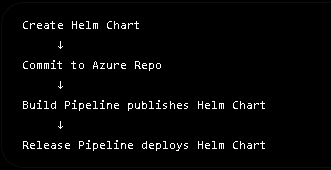 Create Helm Chart
↓
Commit to Azure Repo
↓
Build Pipeline publishes Helm Chart
↓
Release Pipeline deploys Helm Chart